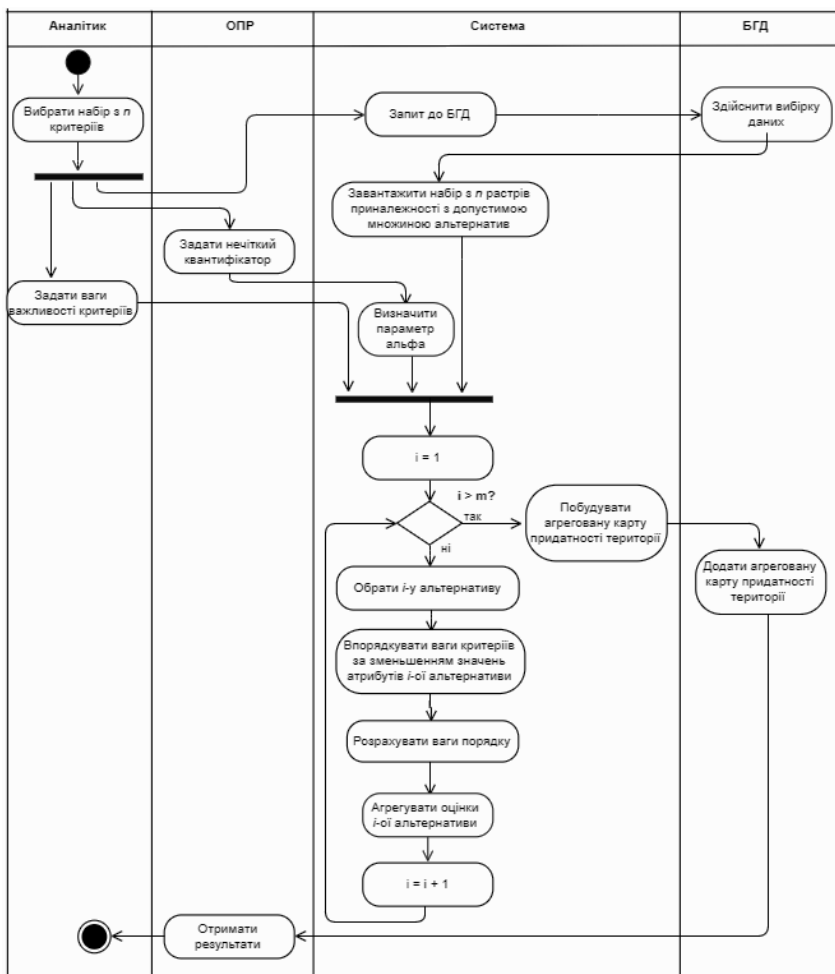 Аналітик
ОПР
Система
БГД
Вибрати набір з n
критеріїв
Запит до БГД
Здійснити вибірку
даних
Завантажити набір з n растрів
приналежності з допустимою
множиною альтернатив
Задати нечіткий
квантифікатор
Задати ваги
важливості критеріїв
Визначити
параметр
альфа
i = 1
i > m?
так
ні
Побудувати
агреговану карту
придатності території
Додати агреговану
карту придатності
території
Обрати i-у альтернативу
Впорядкувати ваги критеріїв
за зменьшенням значень
атрибутів i-ої альтернативи
Розрахувати ваги порядку
Агрегувати оцінки
i-ої альтернативи
i = i + 1
Отримати
результати